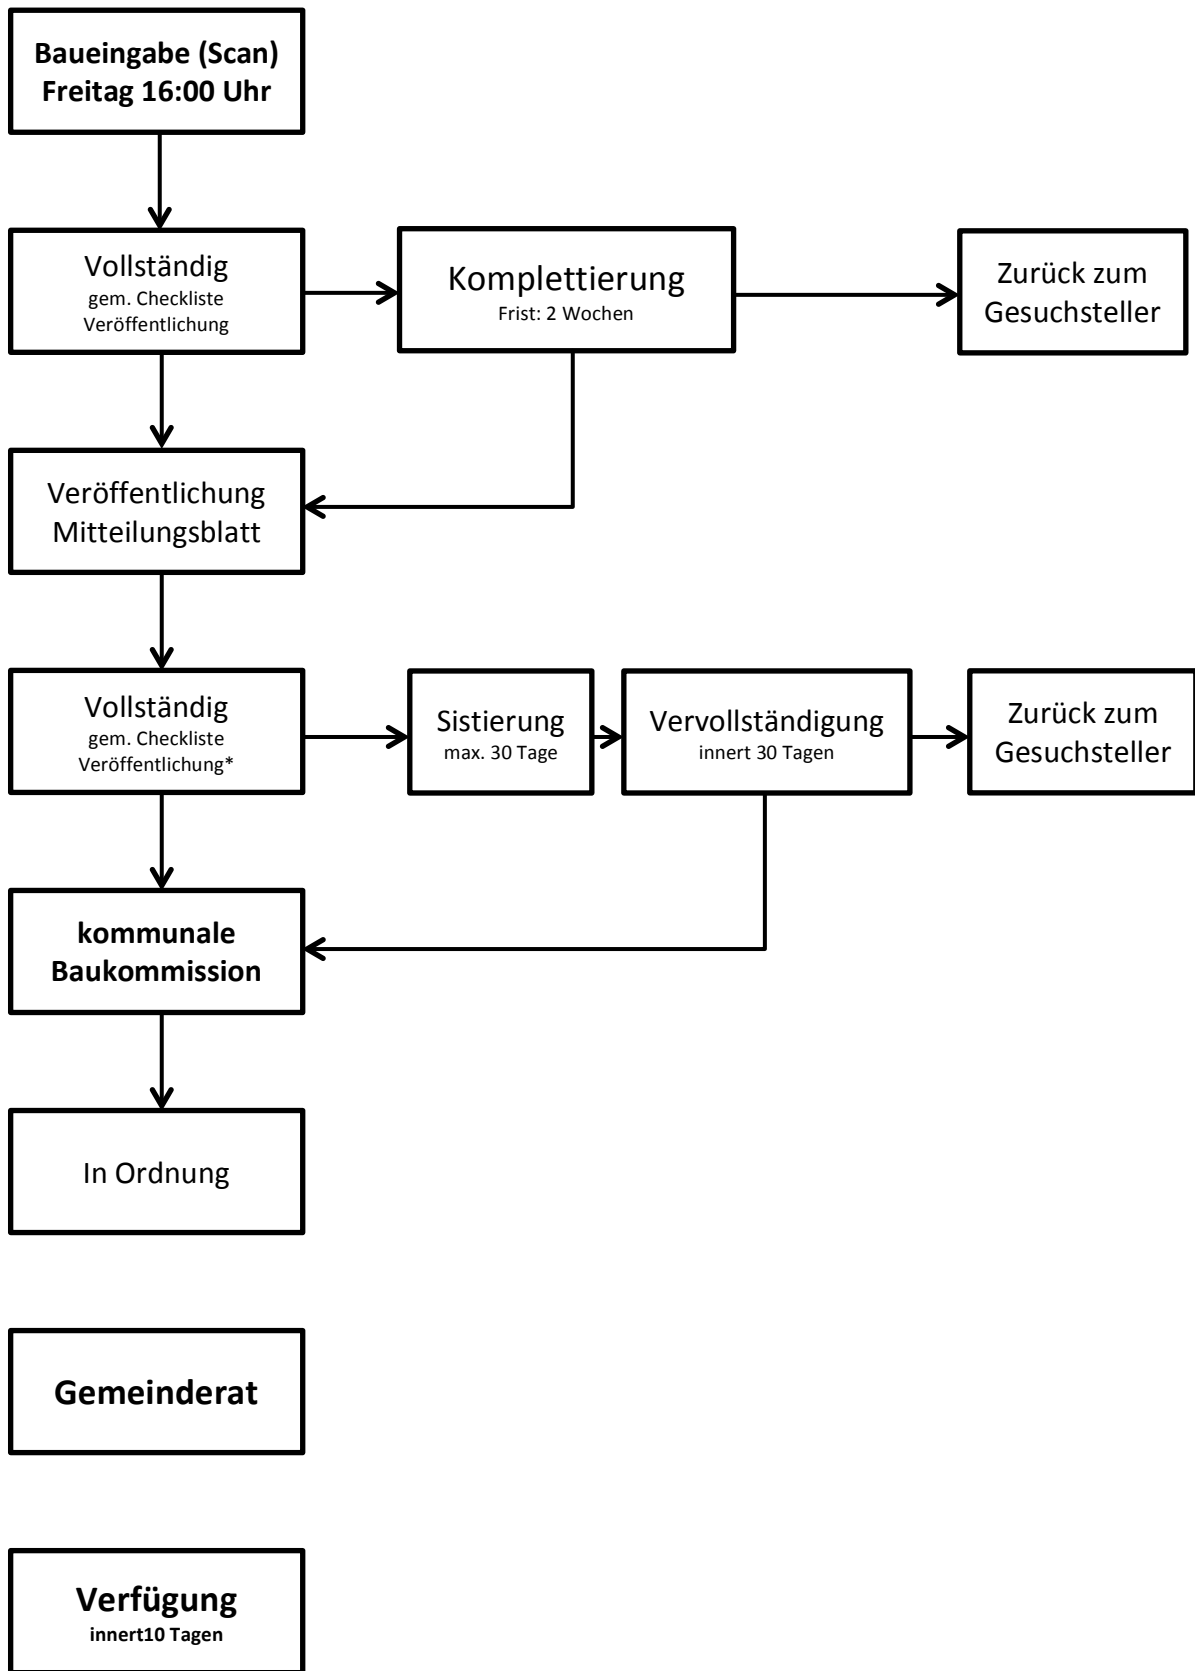 Baueingabe (Scan)
Freitag 16:00 Uhr
Vollständig
gem. Checkliste
Veröffentlichung
Komplettierung
Frist: 2 Wochen
Zurück zum
Gesuchsteller
Veröffentlichung
Mitteilungsblatt
Vollständig
gem. Checkliste
Veröffentlichung*
Sistierung
max. 30 Tage
Vervollständigung
innert 30 Tagen
Zurück zum
Gesuchsteller
kommunale
Baukommission
In Ordnung
Gemeinderat
Verfügung
innert10 Tagen